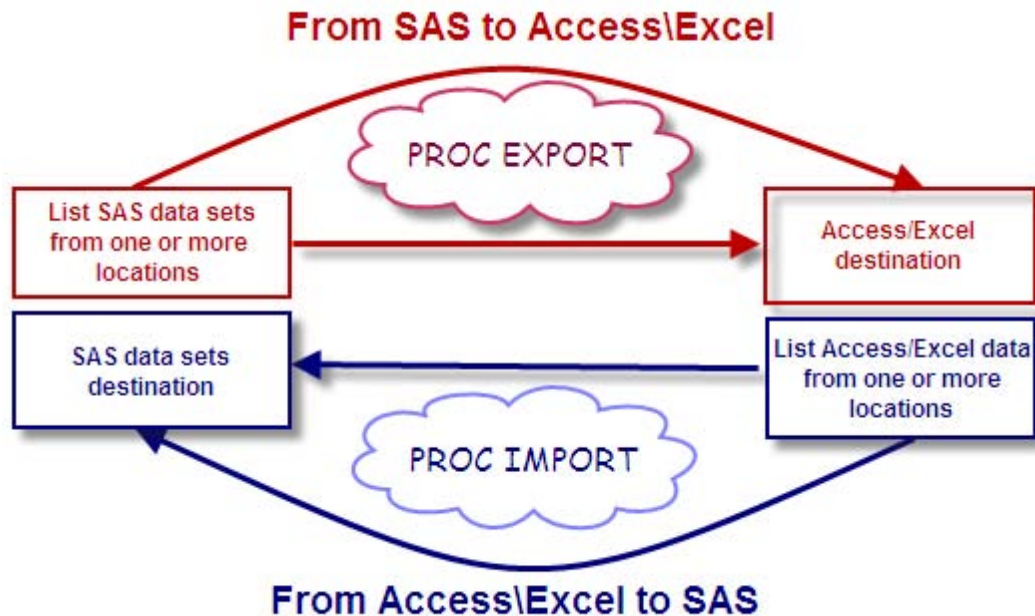 From SAS to Access\Excel
PROC EXPORT
List SAS data sets
from one or more
locations
Access/Excel
destination
SAS data sets
destination
List Access/Excel data
from one or more
locations
PROC IMPORT
From Access\Excel to SAS